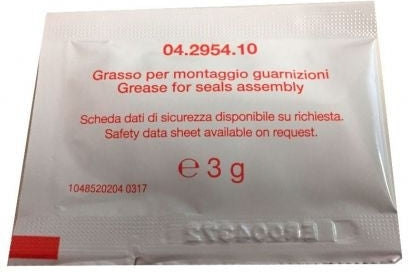 04.2954.10
Grasso per montaggio guarnizioni
Grease for seals assembly
Scheda dati di sicurezza disponibile su richiesta.
Safety data sheet available on request.
℮ 3 g
1048520204 0317